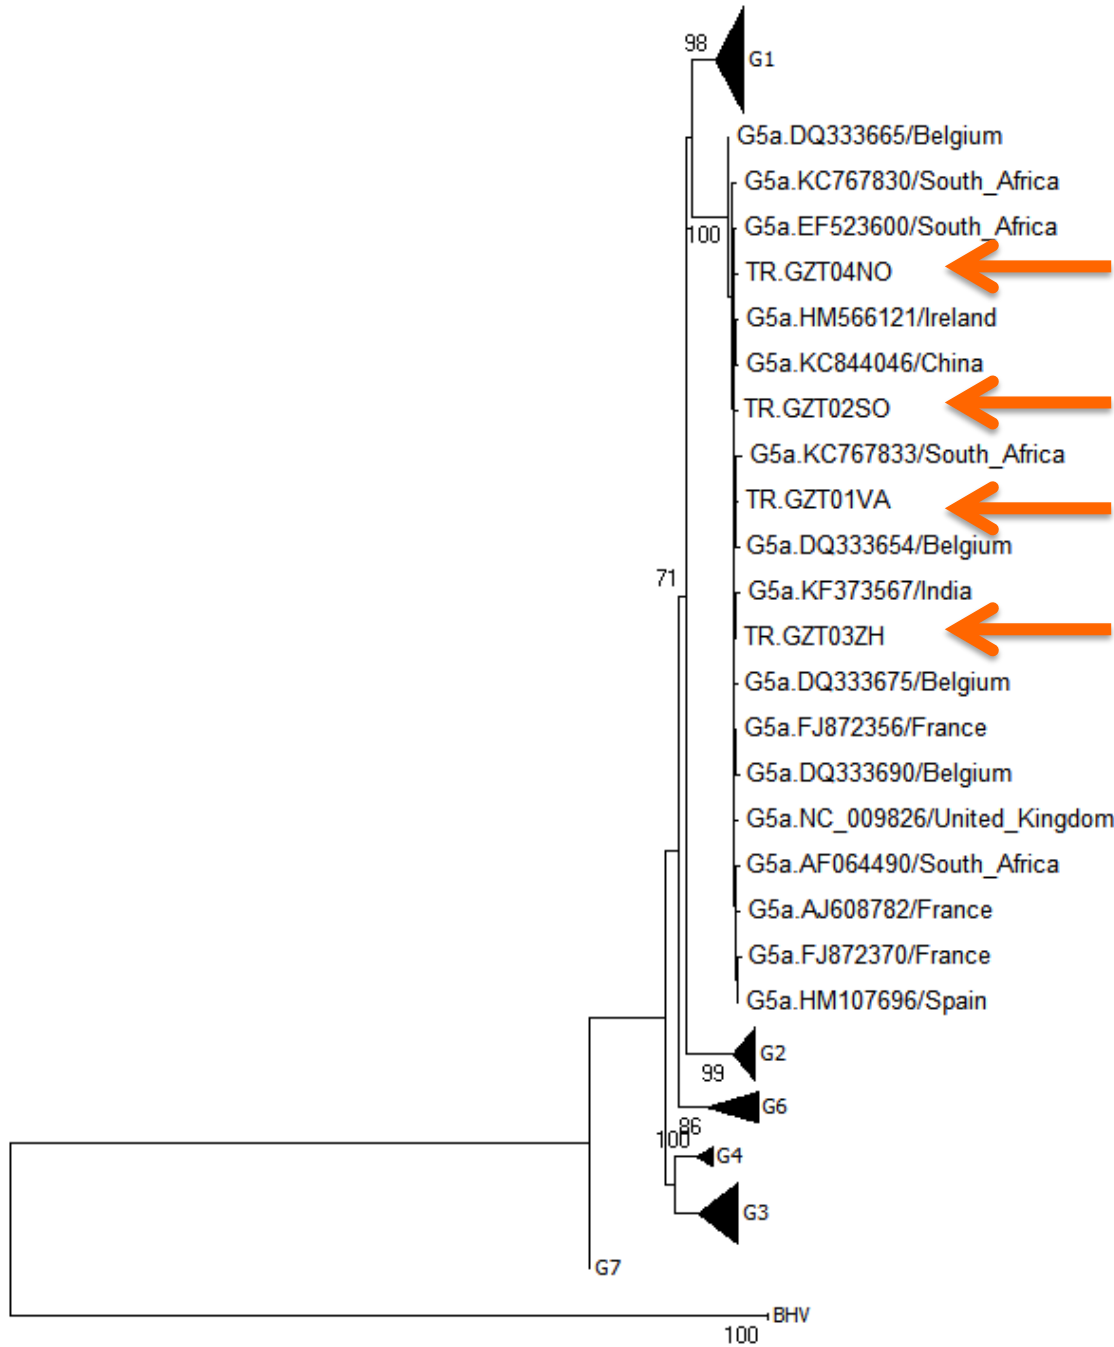 98
G1
G5a.DQ333665/Belgium
G5a.KC767830/South_Africa
G5a.EF523600/South_Africa
100
TR.GZT04NO
G5a.HM566121/Ireland
G5a.KC844046/China
TR.GZT02SO
G5a.KC767833/South_Africa
TR.GZT01VA
G5a.DQ333654/Belgium
71
G5a.KF373567/India
TR.GZT03ZH
G5a.DQ333675/Belgium
G5a.FJ872356/France
G5a.DQ333690/Belgium
G5a.NC_009826/United_Kingdom
G5a.AF064490/South_Africa
G5a.AJ608782/France
G5a.FJ872370/France
G5a.HM107696/Spain
G2
99
G6
86
100
G4
G3
G7
BHV
100